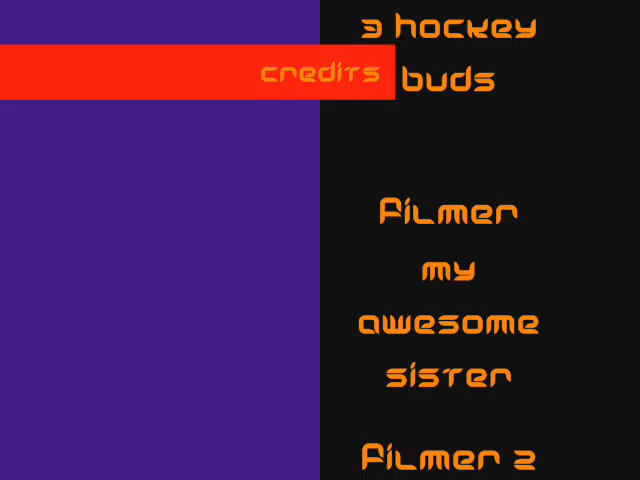 3 hockey
credits
buds
Filmer
my
awesome
sister
Filmer 2